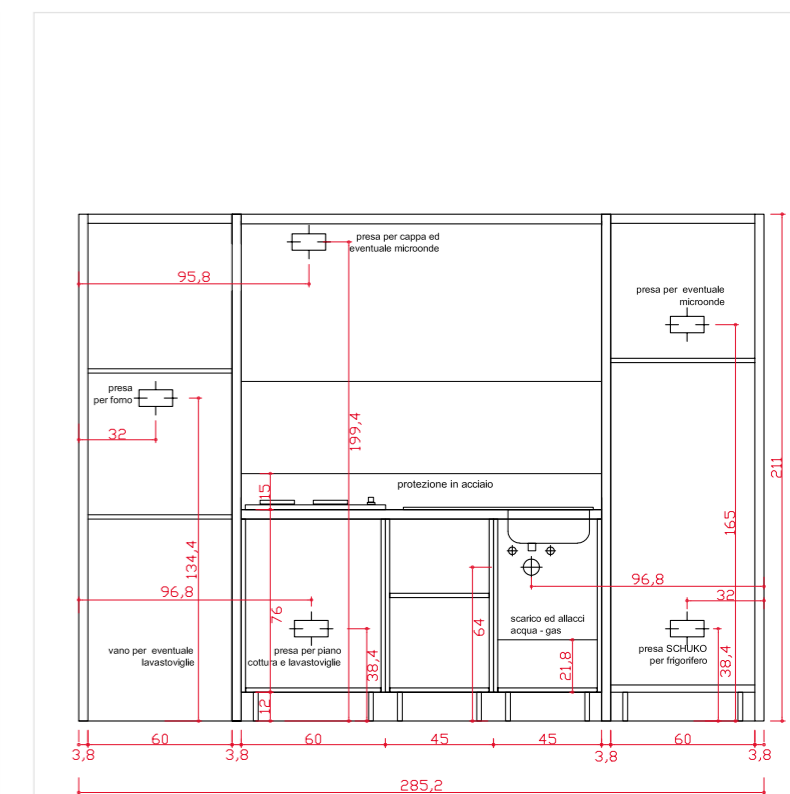 presa per cappa ed
eventuale microonde
95,8
presa per eventuale
microonde
presa
per forno
32
199,4
211
protezione in acciaio
15
165
134,4
96,8
96,8
32
76
64
scarico ed allacci
acqua - gas
vano per eventuale
lavastoviglie
presa per piano
cottura e lavastoviglie
38,4
21,8
presa SCHUKO
per frigorifero
38,4
12
60
60
45
45
60
3,8
3,8
3,8
3,8
285,2